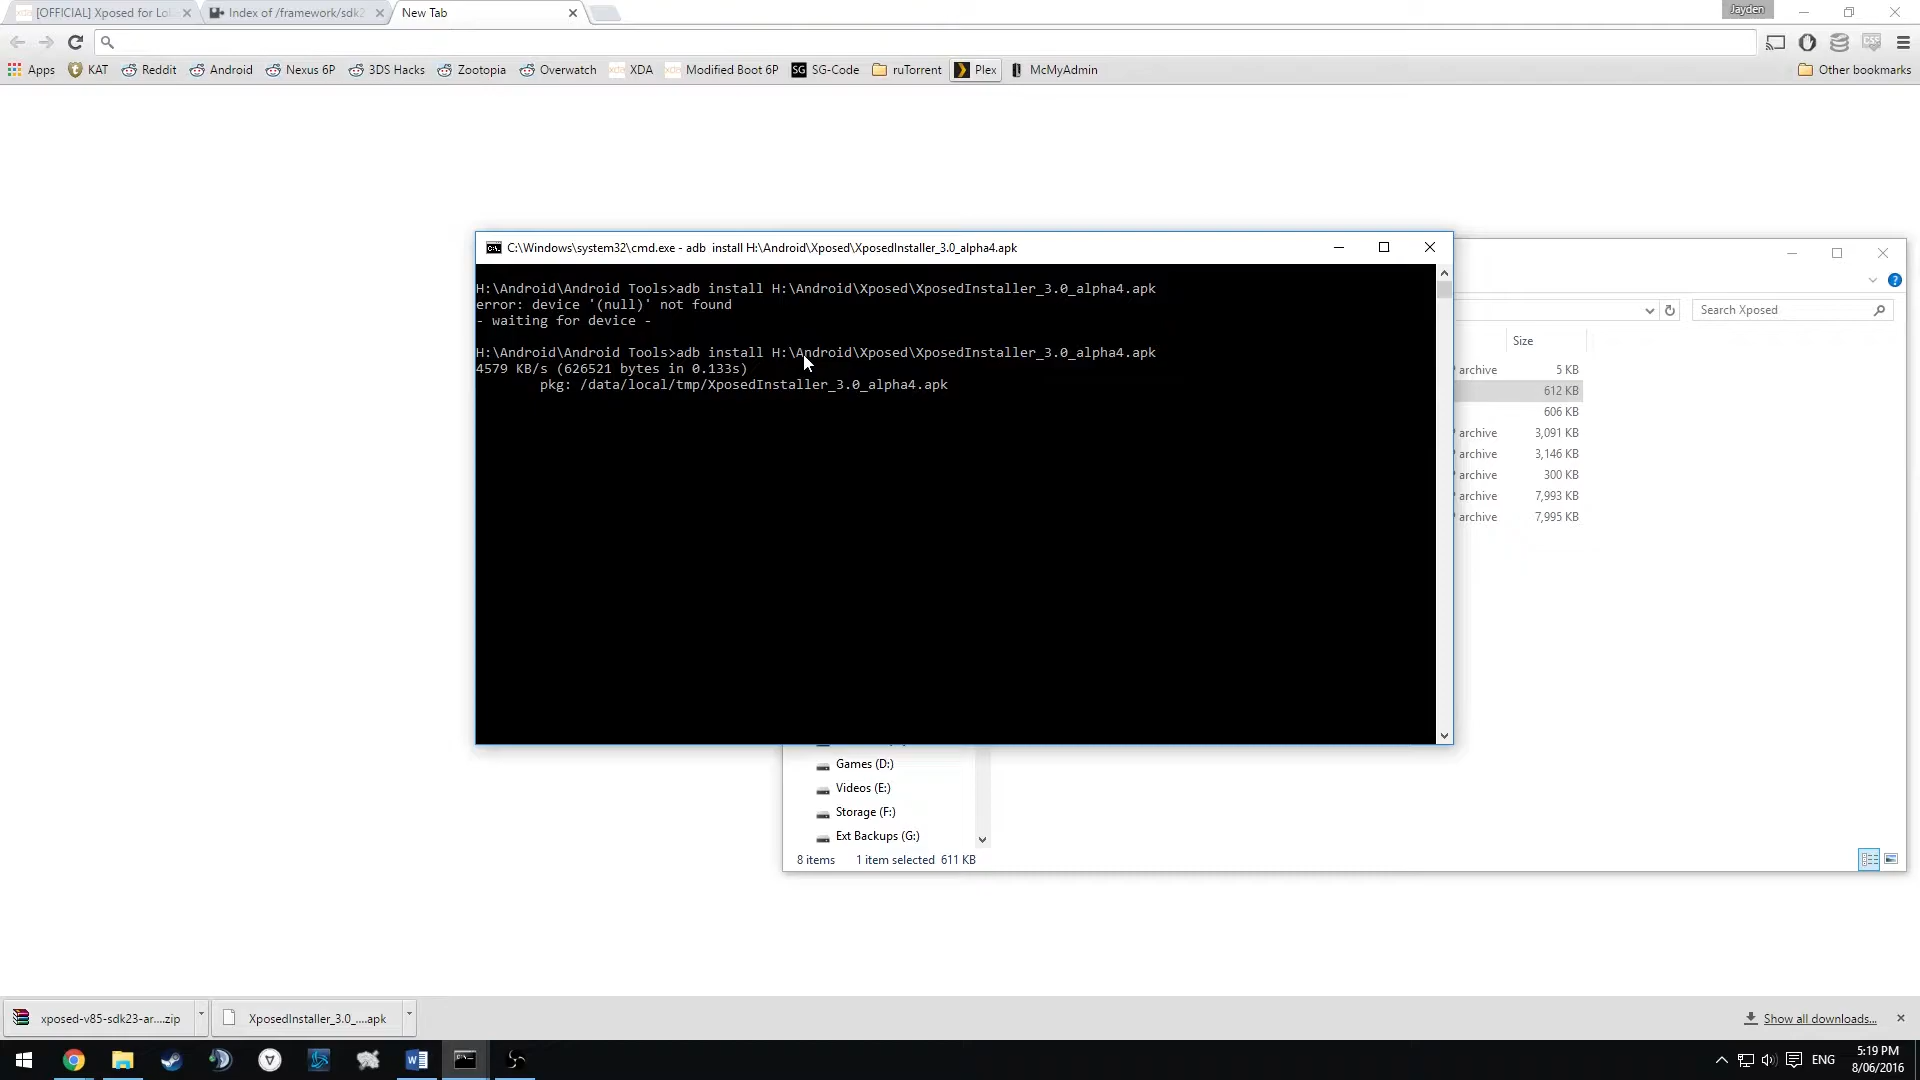 [OFFICIAL] Xposed for Loli
Index of /framework/sdk2
New Tab
Jayden
Apps
KAT
Reddit
Android
Nexus 6P
3DS Hacks
Zootopia
Overwatch
XDA
Modified Boot 6P
SG-Code
ruTorrent
Plex
McMyAdmin
Other bookmarks
C:\Windows\system32\cmd.exe - adb  install H:\Android\Xposed\XposedInstaller_3.0_alpha4.apk
H:\Android\Android Tools>adb install H:\Android\Xposed\XposedInstaller_3.0_alpha4.apk
error: device '(null)' not found
- waiting for device -
H:\Android\Android Tools>adb install H:\Android\Xposed\XposedInstaller_3.0_alpha4.apk
4579 KB/s (626521 bytes in 0.133s)
pkg: /data/local/tmp/XposedInstaller_3.0_alpha4.apk
Search Xposed
Size
archive 5 KB
612 KB
606 KB
archive 3,091 KB
archive 3,146 KB
archive 300 KB
archive 7,993 KB
archive 7,995 KB
Games (D:)
Videos (E:)
Storage (F:)
Ext Backups (G:)
8 items 1 item selected 611 KB
xposed-v85-sdk23-ar....zip
XposedInstaller_3.0_....apk
Show all downloads...
ENG
5:19 PM
8/06/2016